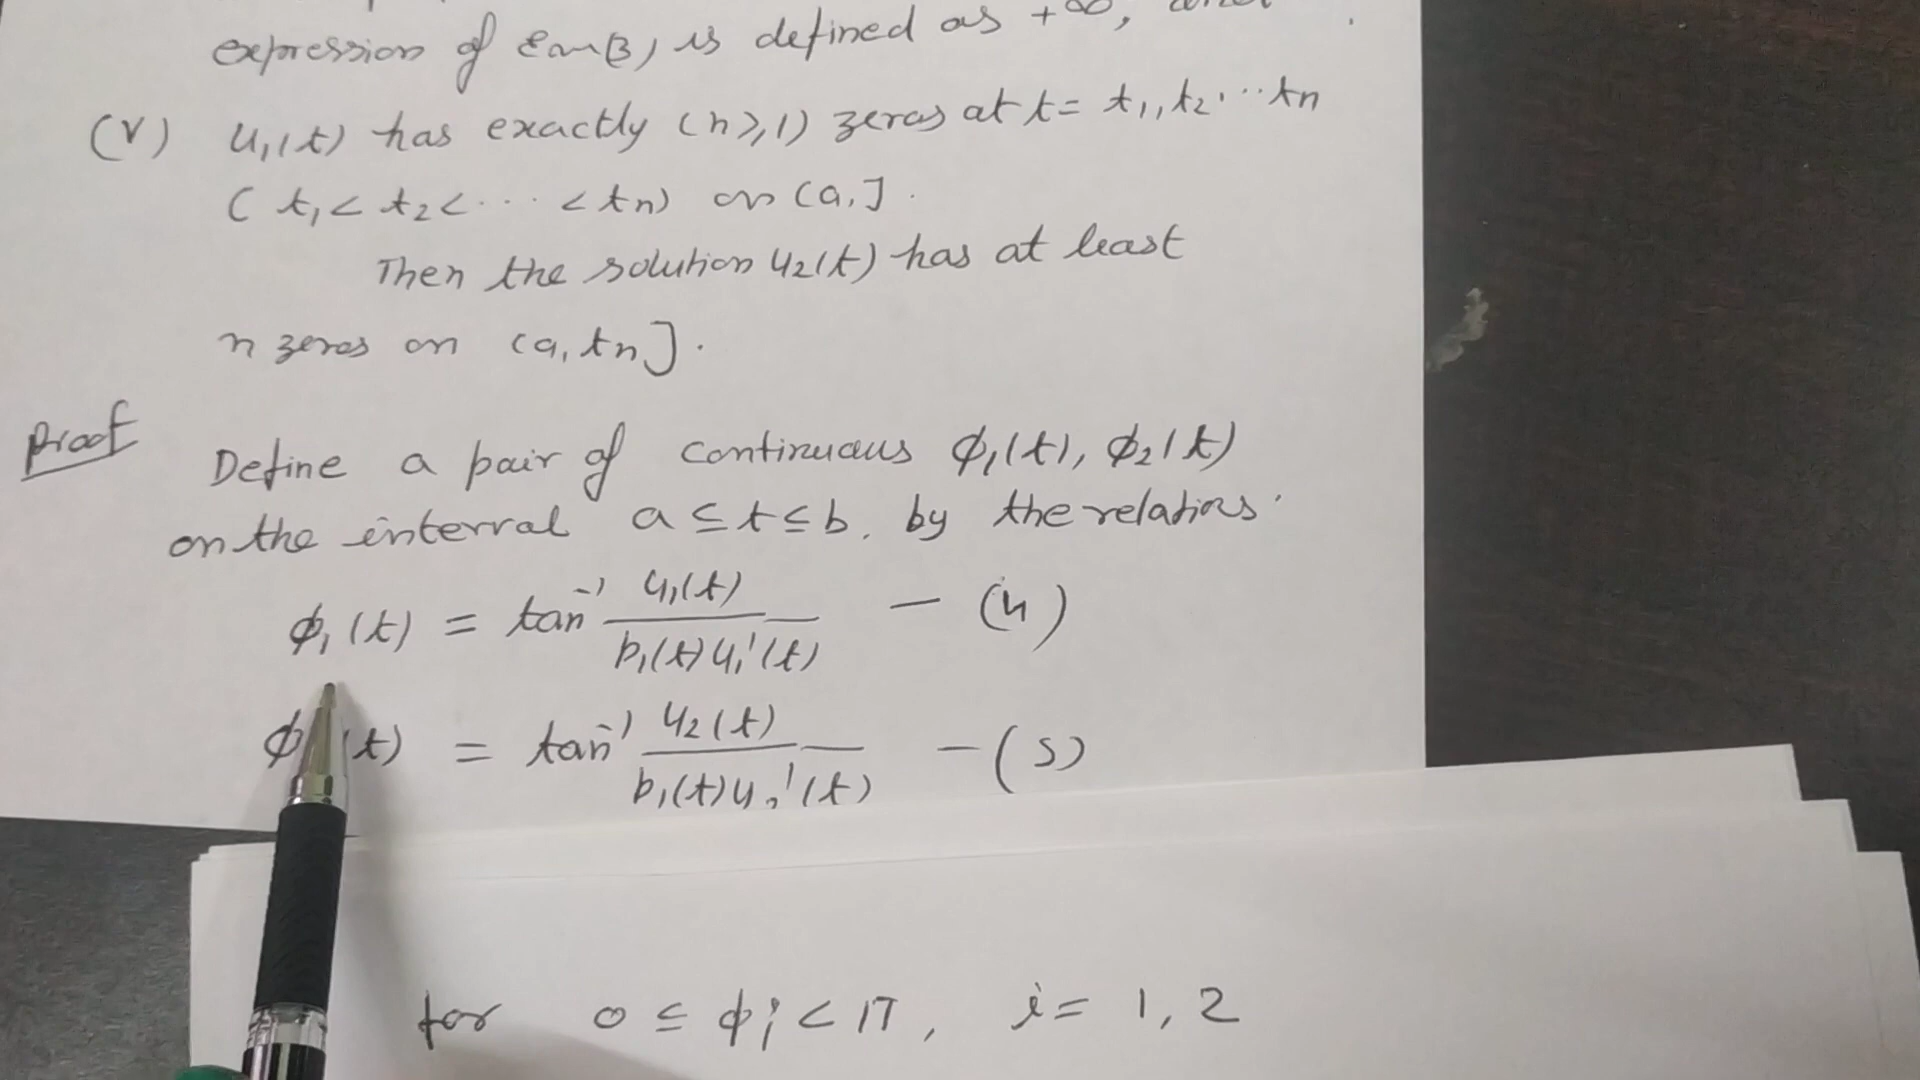 expression of Eqn(3) is defined as +∞,
(V) u₁(t) has exactly (n≥1) zeros at t= t₁, t₂, ... tn
( t₁< t₂< ... < tn) on (a,].
Then the solution u₂(t) has at least
n zeros on (a, tn].
Proof Define a pair of continuous φ₁(t), φ₂(t)
on the interval a ≤ t ≤ b, by the relations.
φ₁(t) = tan⁻¹ u₁(t) / p₁(t)u₁'(t) — (4)
φ (t) = tan⁻¹ u₂(t) / p₁(t)u₂'(t) — (5)
for 0 ≤ φi < π, i = 1, 2